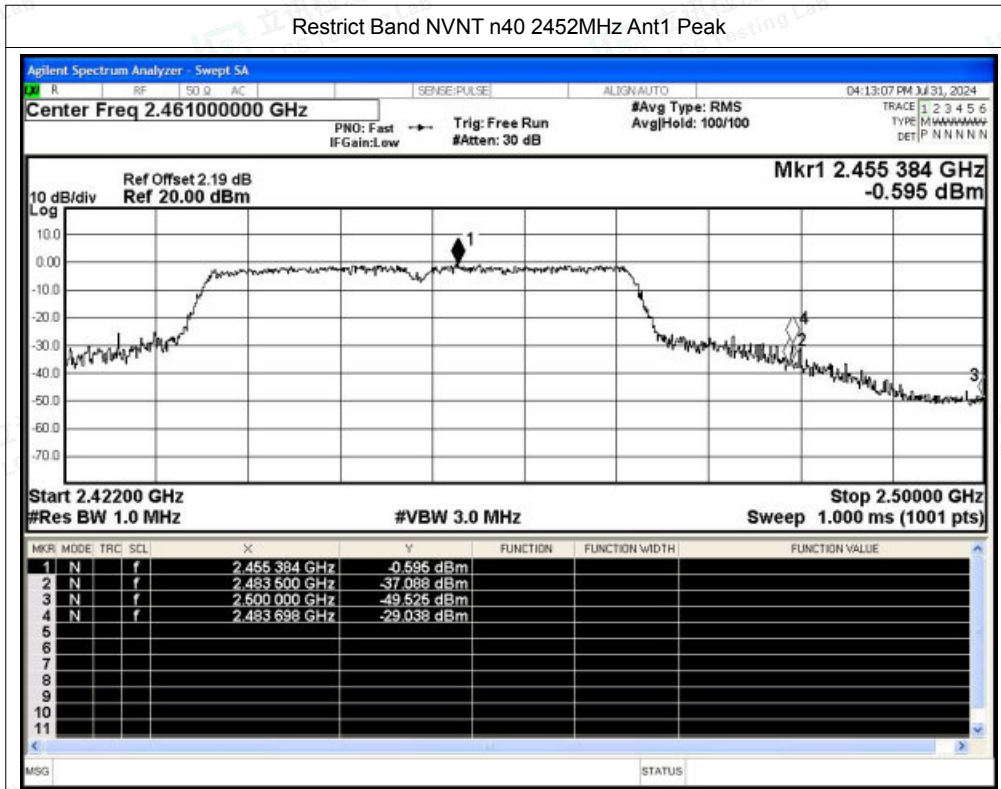 Restrict Band NVNT n40 2452MHz Ant1 Peak
Agilent Spectrum Analyzer - Swept SA
R RF 50 Ω AC SENSE:PULSE ALIGN AUTO 04:13:07 PM Jul 31, 2024
Center Freq 2.461000000 GHz
PNO: Fast
IFGain:Low
Trig: Free Run
#Atten: 30 dB
#Avg Type: RMS
Avg|Hold: 100/100
TRACE 1 2 3 4 5 6
TYPE M
DET P N N N N N
Mkr1 2.455 384 GHz
-0.595 dBm
Ref Offset 2.19 dB
10 dB/div Ref 20.00 dBm
Log
10.0
0.00
-10.0
-20.0
-30.0
-40.0
-50.0
-60.0
-70.0
1
4
2
3
Start 2.42200 GHz Stop 2.50000 GHz
#Res BW 1.0 MHz #VBW 3.0 MHz Sweep 1.000 ms (1001 pts)
MKR MODE TRC SCL X Y FUNCTION FUNCTION WIDTH FUNCTION VALUE
1 N f 2.455 384 GHz -0.595 dBm
2 N f 2.483 500 GHz -37.088 dBm
3 N f 2.500 000 GHz -49.525 dBm
4 N f 2.483 698 GHz -29.038 dBm
5
6
7
8
9
10
11
MSG STATUS